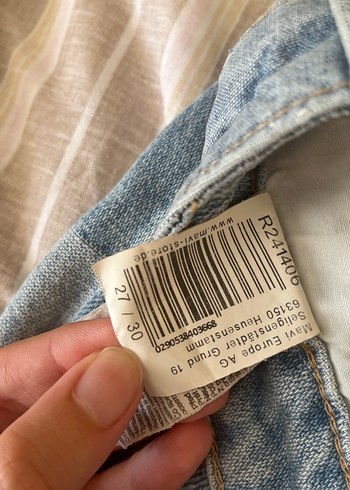 R241406
www.mavi-store.de
0290538403668
27 / 30
Mavi Europe AG
Seligenstädter Grund 19
63150 Heusenstamm